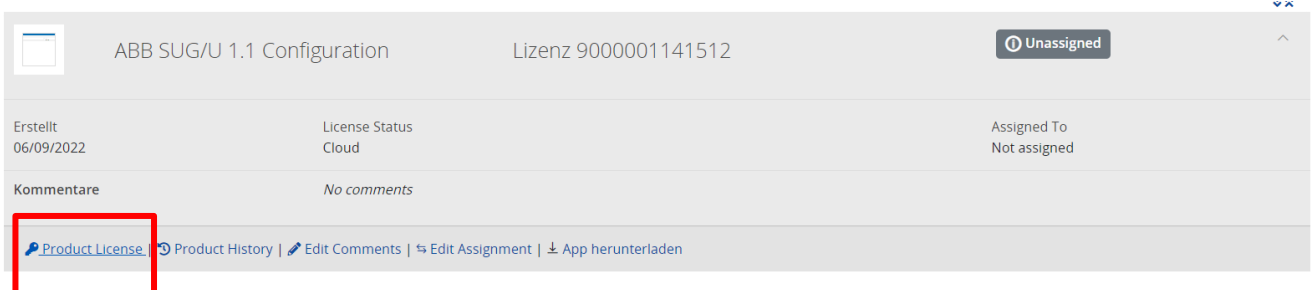 ABB SUG/U 1.1 Configuration Lizenz 9000001141512 Unassigned
Erstellt License Status Assigned To
06/09/2022 Cloud Not assigned
Kommentare No comments
Product License | Product History | Edit Comments | Edit Assignment | App herunterladen